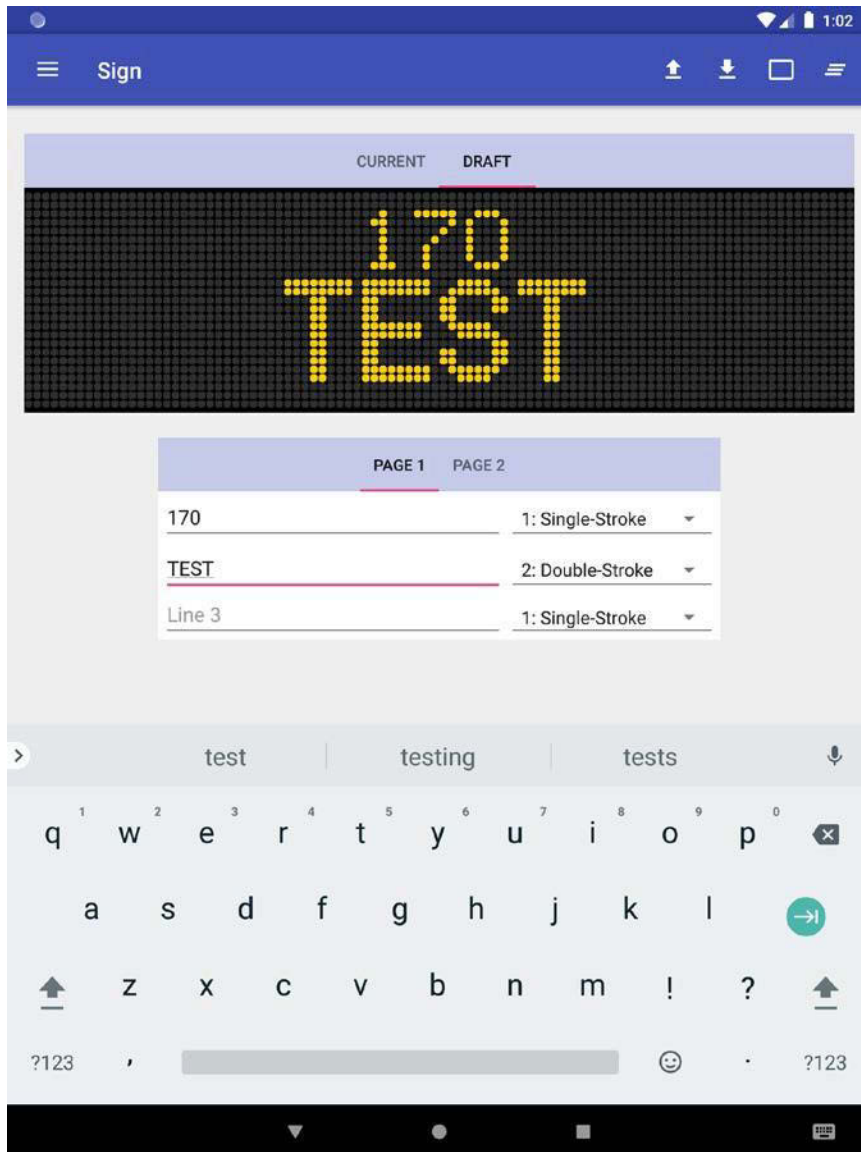 1:02
Sign
CURRENT DRAFT
170
TEST
PAGE 1 PAGE 2
170 1: Single-Stroke
TEST 2: Double-Stroke
Line 3 1: Single-Stroke
test testing tests
1 2 3 4 5 6 7 8 9 0
q w e r t y u i o p
a s d f g h j k l
z x c v b n m ! ?
?123 , . ?123